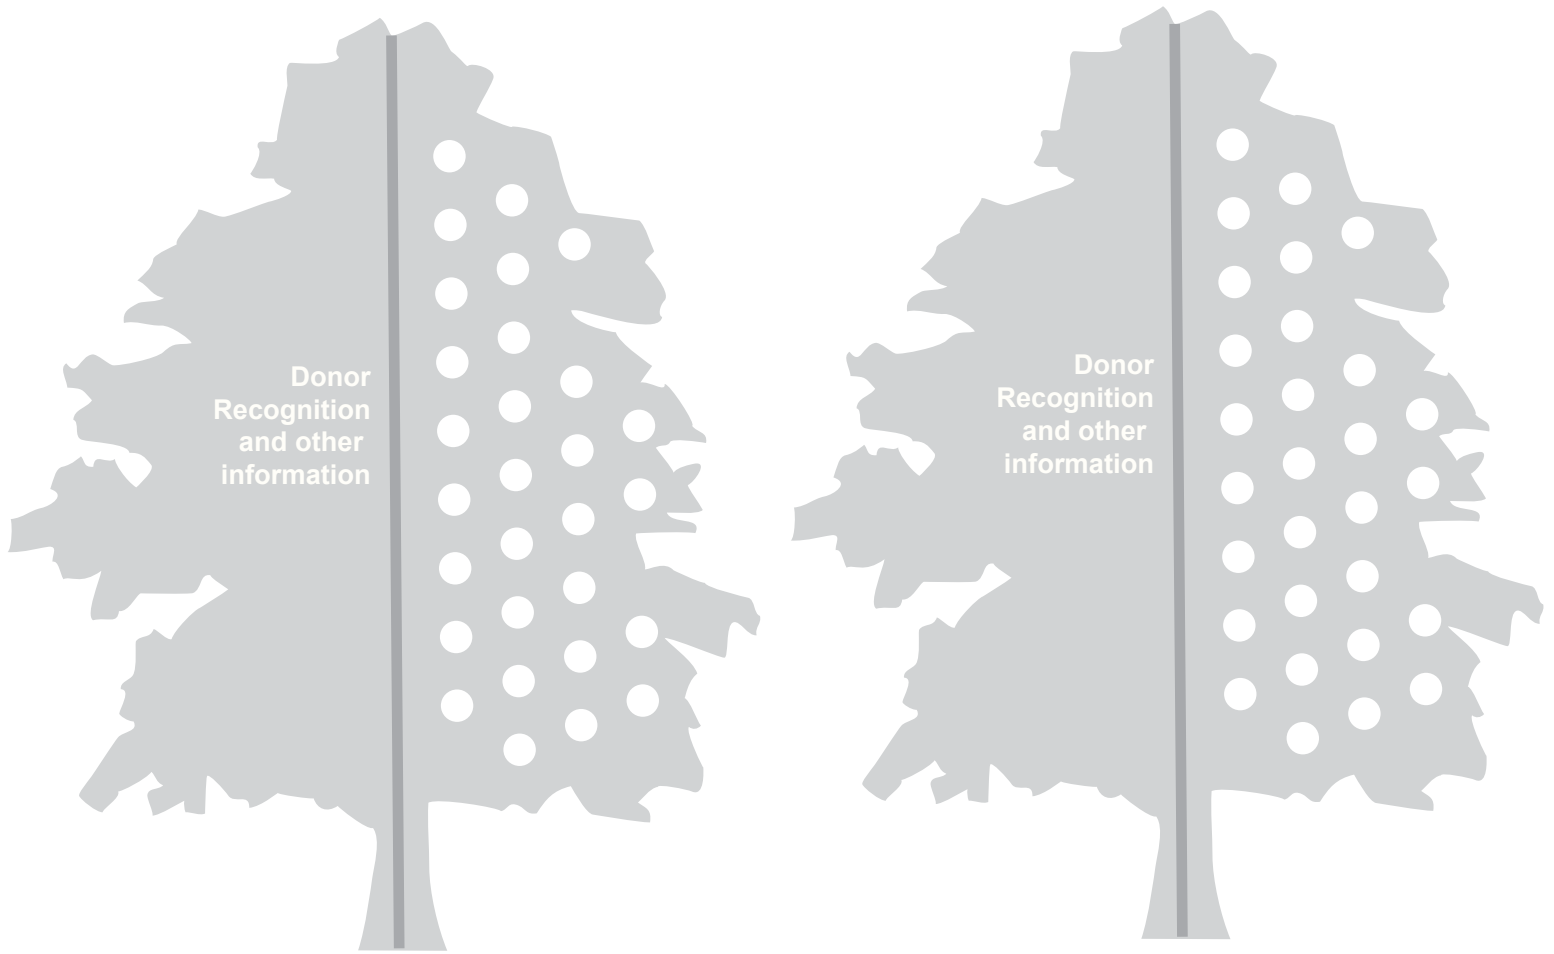 Donor
Recognition
and other
information
Donor
Recognition
and other
information